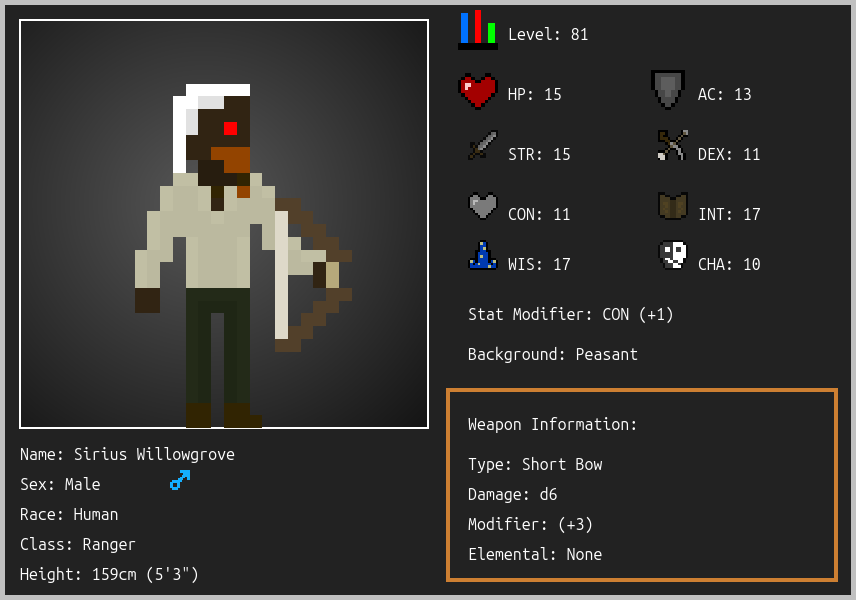 Level: 81
HP: 15
AC: 13
STR: 15
DEX: 11
CON: 11
INT: 17
WIS: 17
CHA: 10
Stat Modifier: CON (+1)
Background: Peasant
Weapon Information:
Type: Short Bow
Damage: d6
Modifier: (+3)
Elemental: None
Name: Sirius Willowgrove
Sex: Male
Race: Human
Class: Ranger
Height: 159cm (5'3")